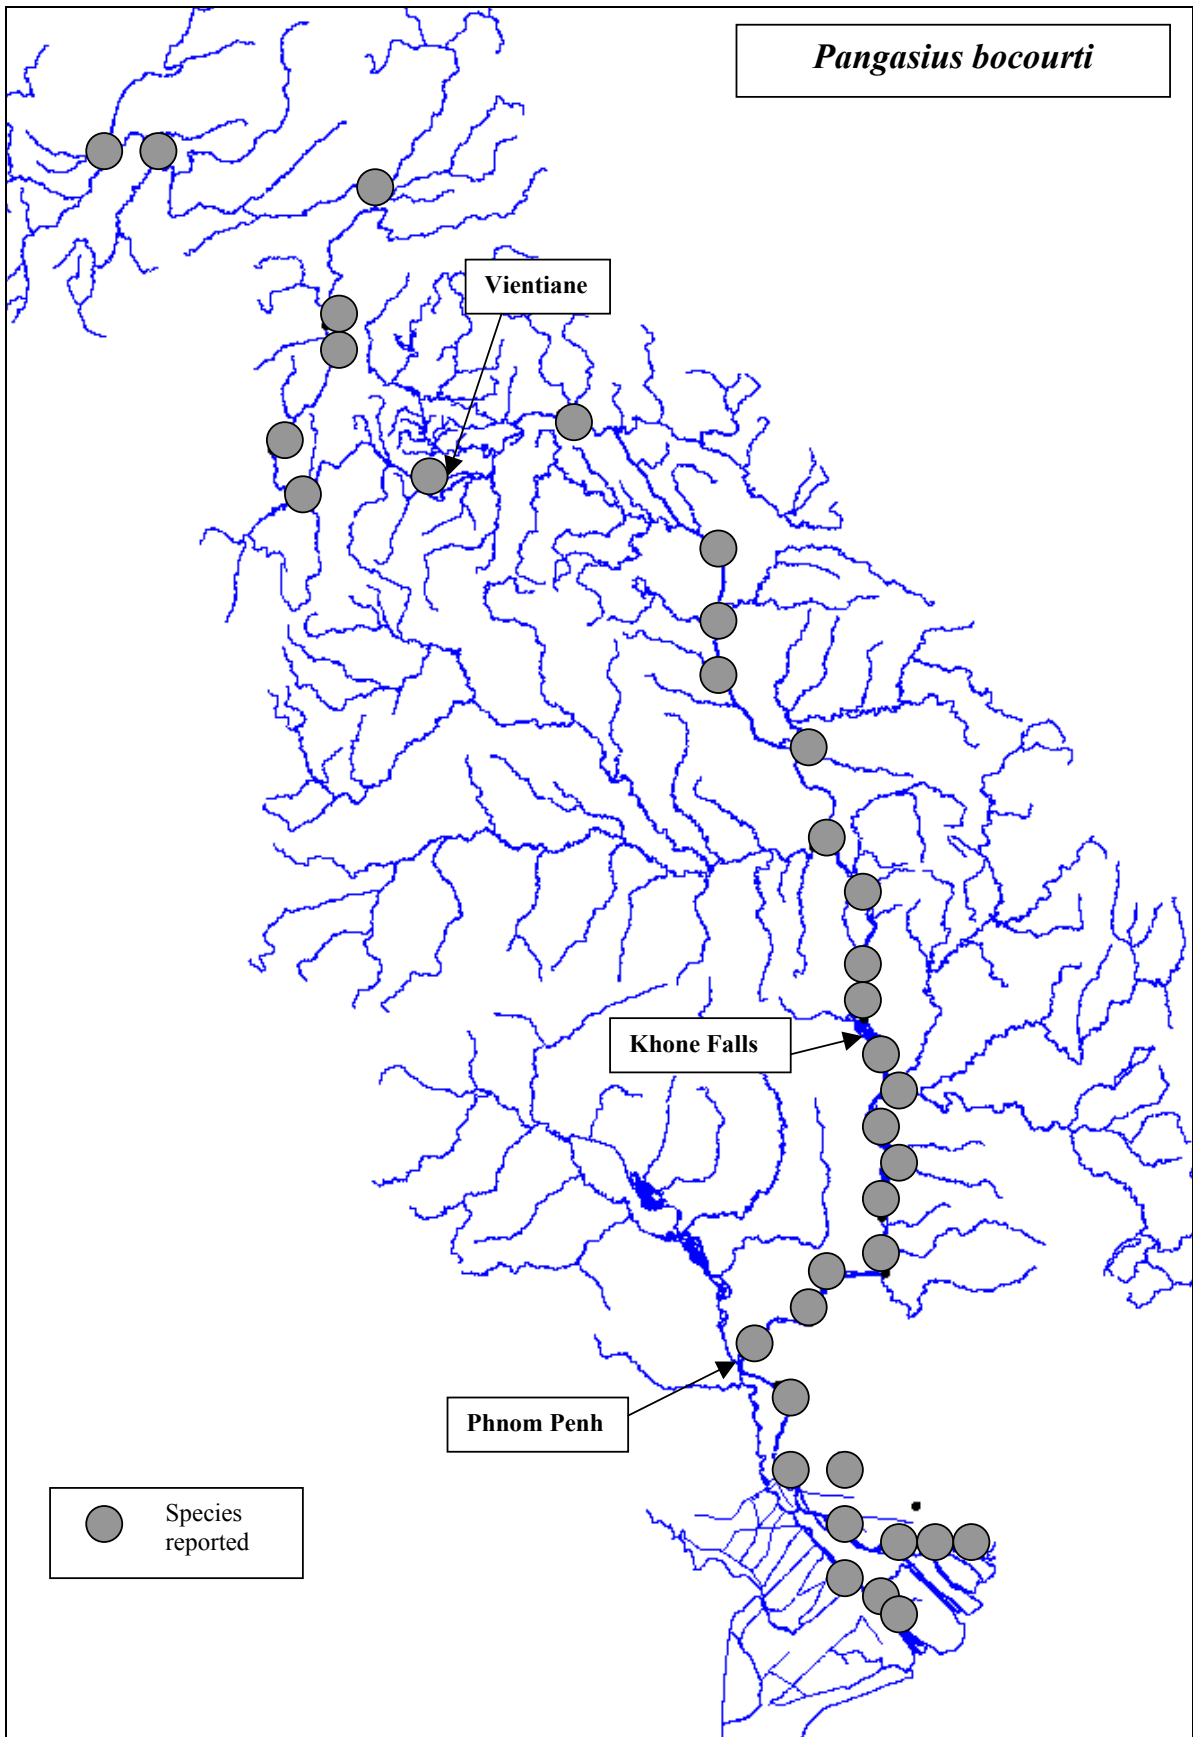 Pangasius bocourti
Vientiane
Khone Falls
Phnom Penh
Species
reported